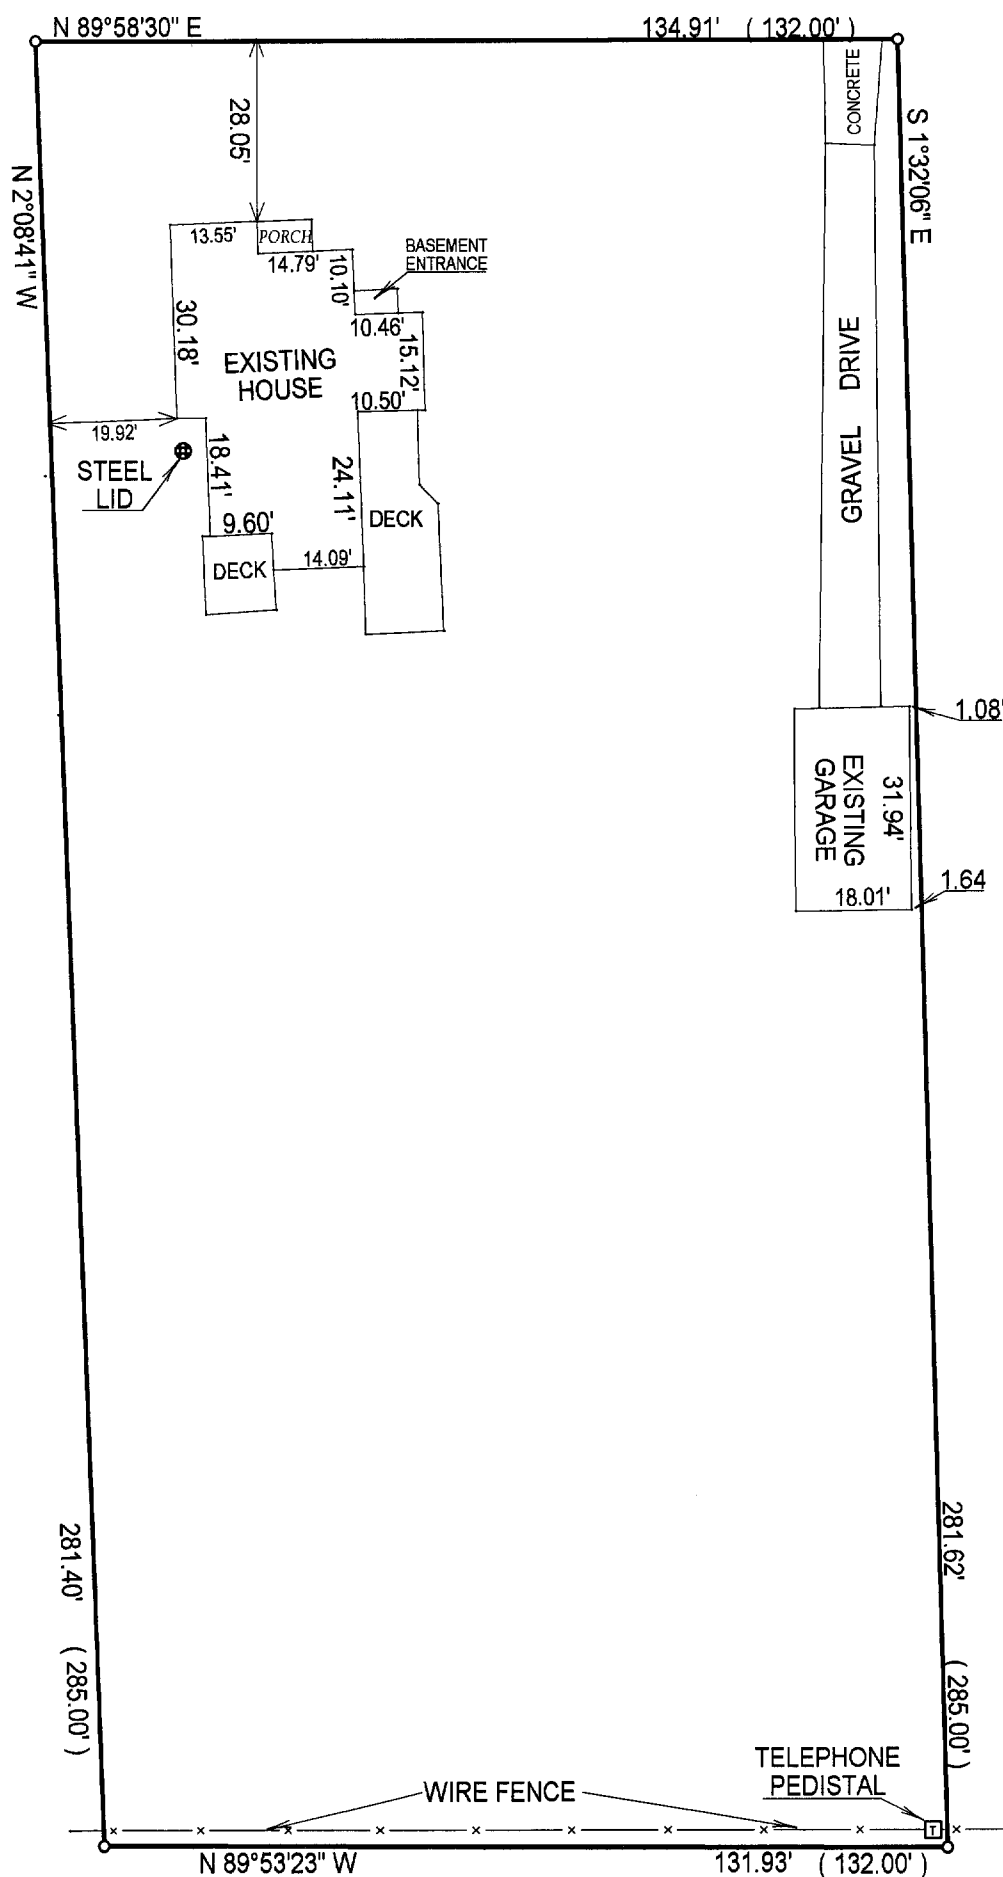 N 89°58'30" E
134.91' ( 132.00' )
CONCRETE
S 1°32'06" E
28.05'
N 2°08'41" W
13.55'
PORCH
14.79'
10.10'
BASEMENT
ENTRANCE
10.46'
15.12'
30.18'
EXISTING
HOUSE
10.50'
GRAVEL DRIVE
19.92'
STEEL
LID
18.41'
24.11'
9.60'
DECK
14.09'
DECK
1.08'
EXISTING
GARAGE
31.94'
18.01'
1.64
281.40' ( 285.00' )
281.62' ( 285.00' )
TELEPHONE
PEDISTAL
WIRE FENCE
T
N 89°53'23" W
131.93' ( 132.00' )